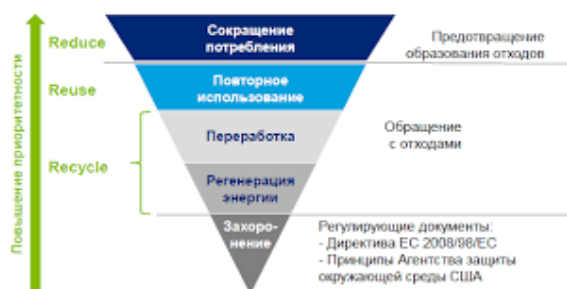 Повышение приоритетности
Reduce
Сокращение
потребления
Предотвращение
образования отходов
Reuse
Повторное
использование
Recycle
Переработка
Обращение
с отходами
Регенерация
энергии
Захоро-
нение
Регулирующие документы:
- Директива ЕС 2008/98/ЕС
- Принципы Агентства защиты
окружающей среды США